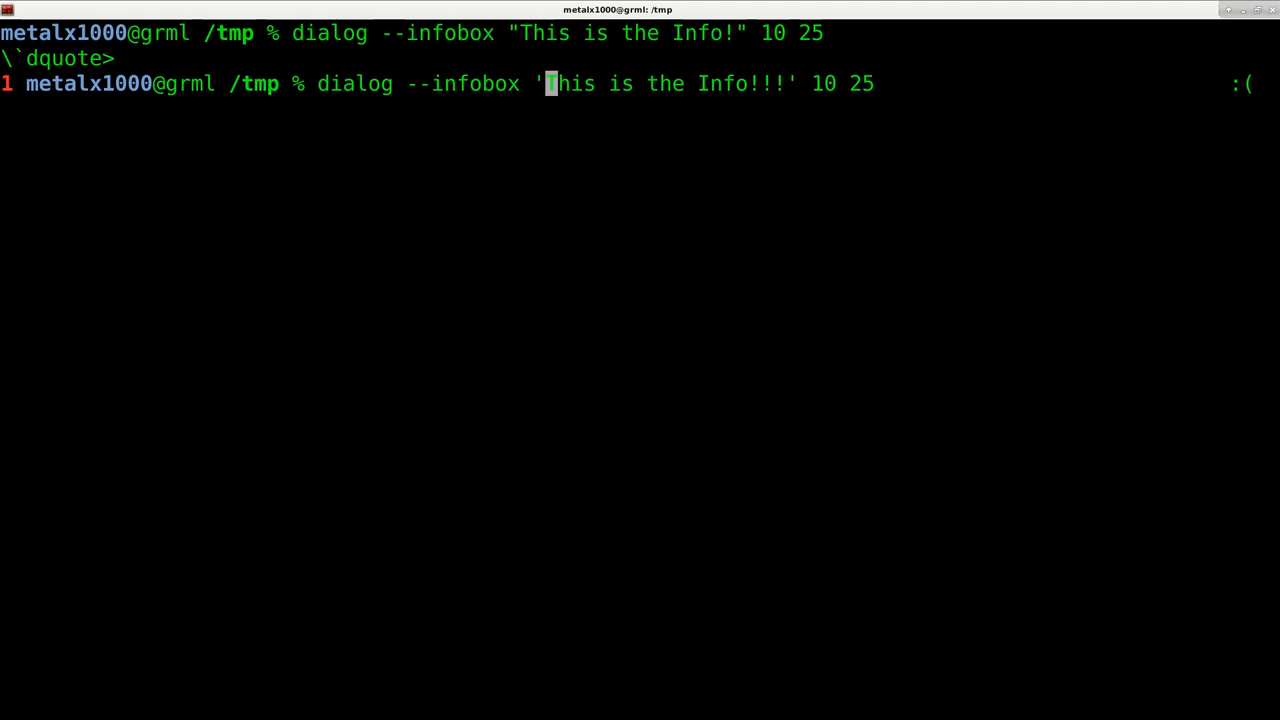 metalx1000@grml: /tmp
metalx1000@grml /tmp % dialog --infobox "This is the Info!" 10 25
\`dquote>
1 metalx1000@grml /tmp % dialog --infobox 'This is the Info!!!' 10 25 :(